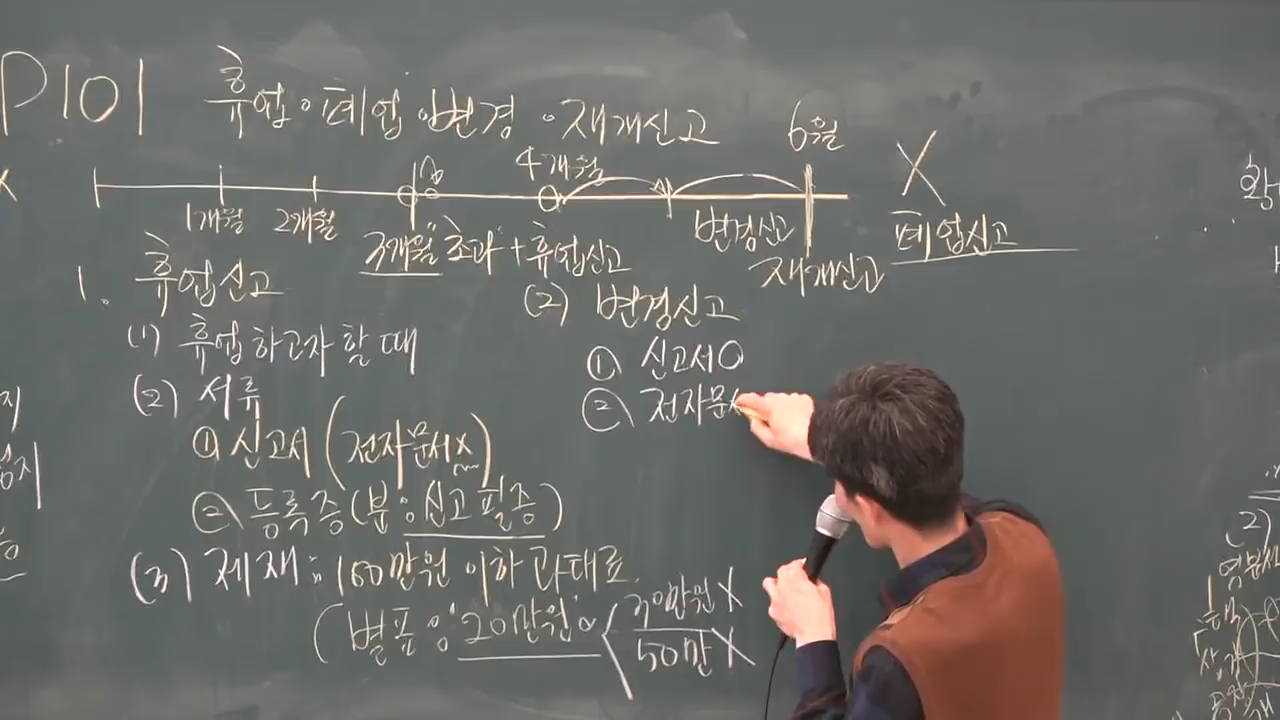 P101 휴업·폐업·변경·재개신고
4개월 6월 X
1개월 2개월 3개월 초과 + 휴업신고 변경신고 재개신고 폐업신고
1. 휴업신고
(1) 휴업하고자 할 때
(2) 서류
① 신고서 (전자문서 X)
② 등록증 (분: 신고필증)
(3) 제재: 100만원 이하 과태료
(별표: 20만원 30만원 X
50만 X
(2) 변경신고
① 신고서 O
② 전자문서
(2)